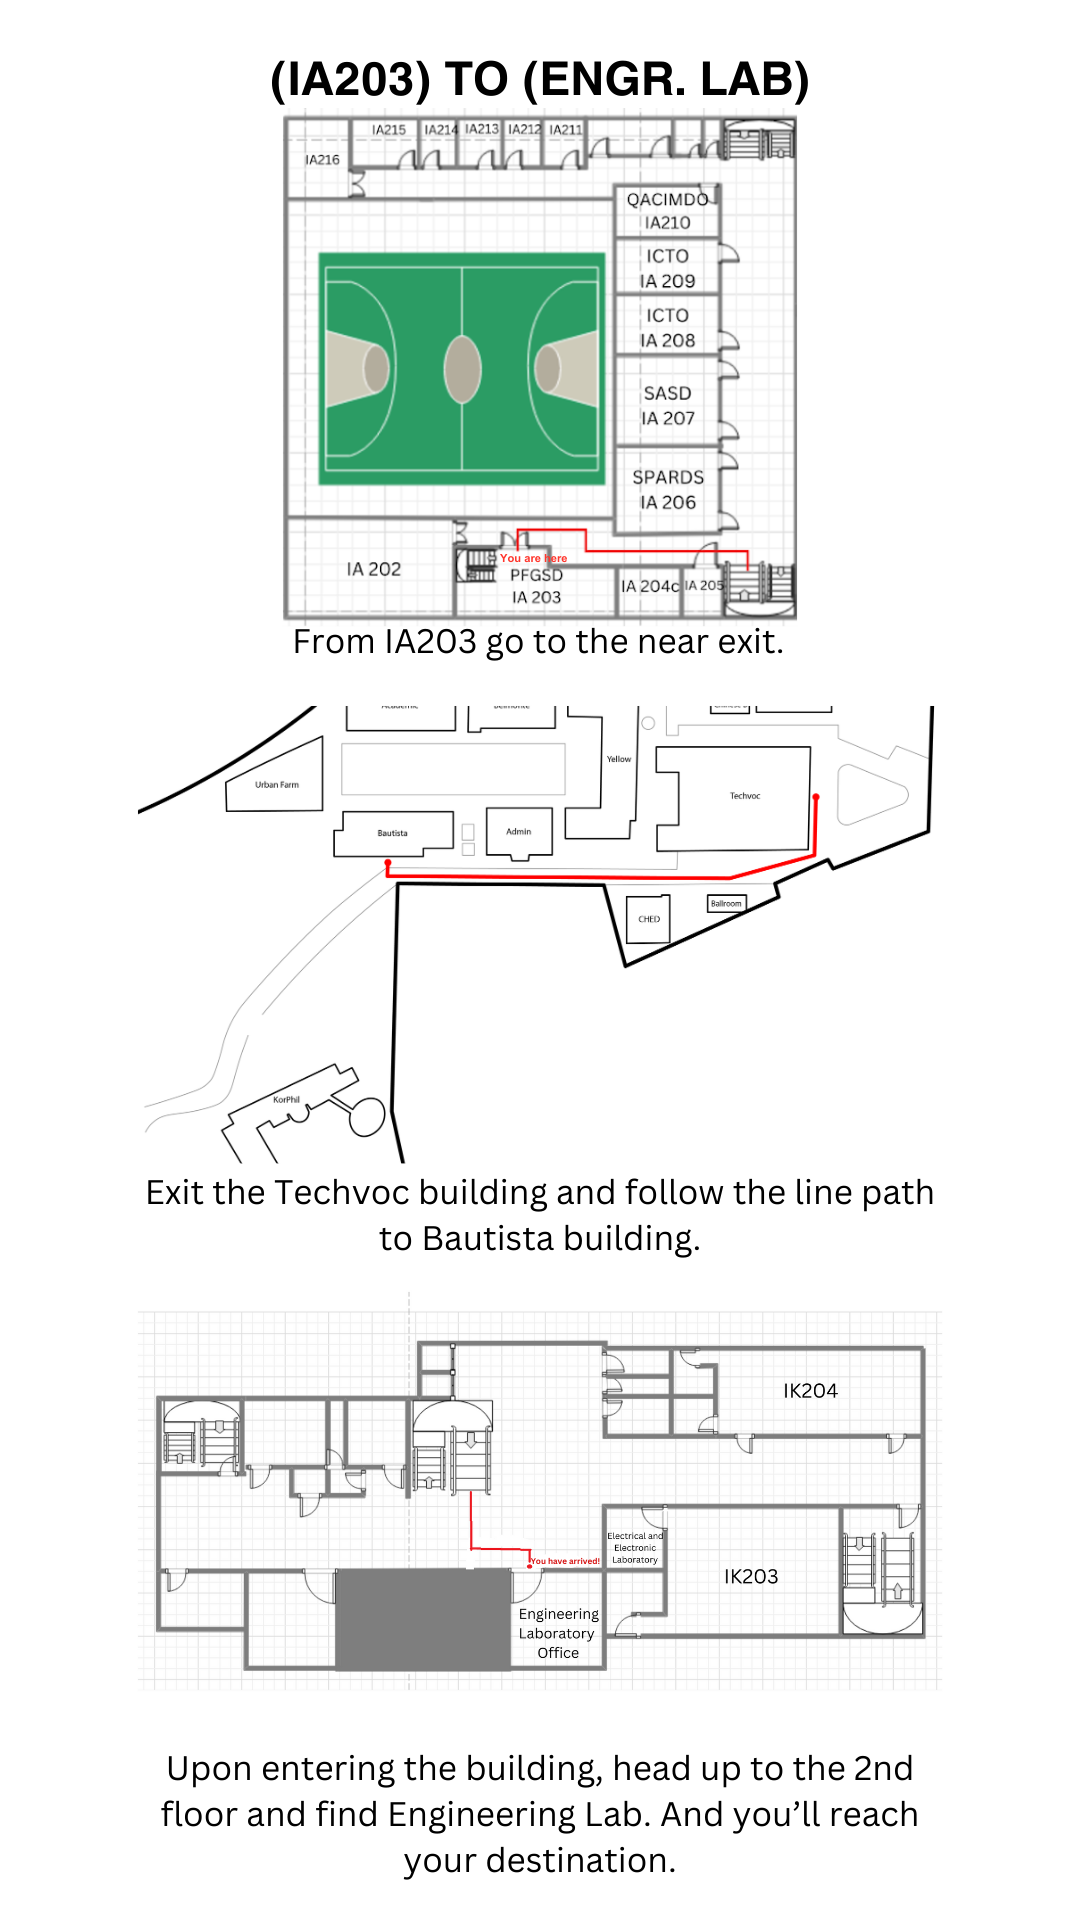 (IA203) TO (ENGR. LAB)
IA215
IA214
IA213
IA212
IA211
IA216
QACIMDO
IA210
ICTO
IA 209
ICTO
IA 208
SASD
IA 207
SPARDS
IA 206
You are here
IA 202
PFGSD
IA 203
IA 204c
IA 205
From IA203 go to the near exit.
Academic
Belmonte
Yellow
Urban Farm
Techvoc
Bautista
Admin
CHED
Ballroom
KorPhil
Exit the Techvoc building and follow the line path
to Bautista building.
IK204
Electrical and
Electronic
Laboratory
You have arrived!
IK203
Engineering
Laboratory
Office
Upon entering the building, head up to the 2nd
floor and find Engineering Lab. And you’ll reach
your destination.